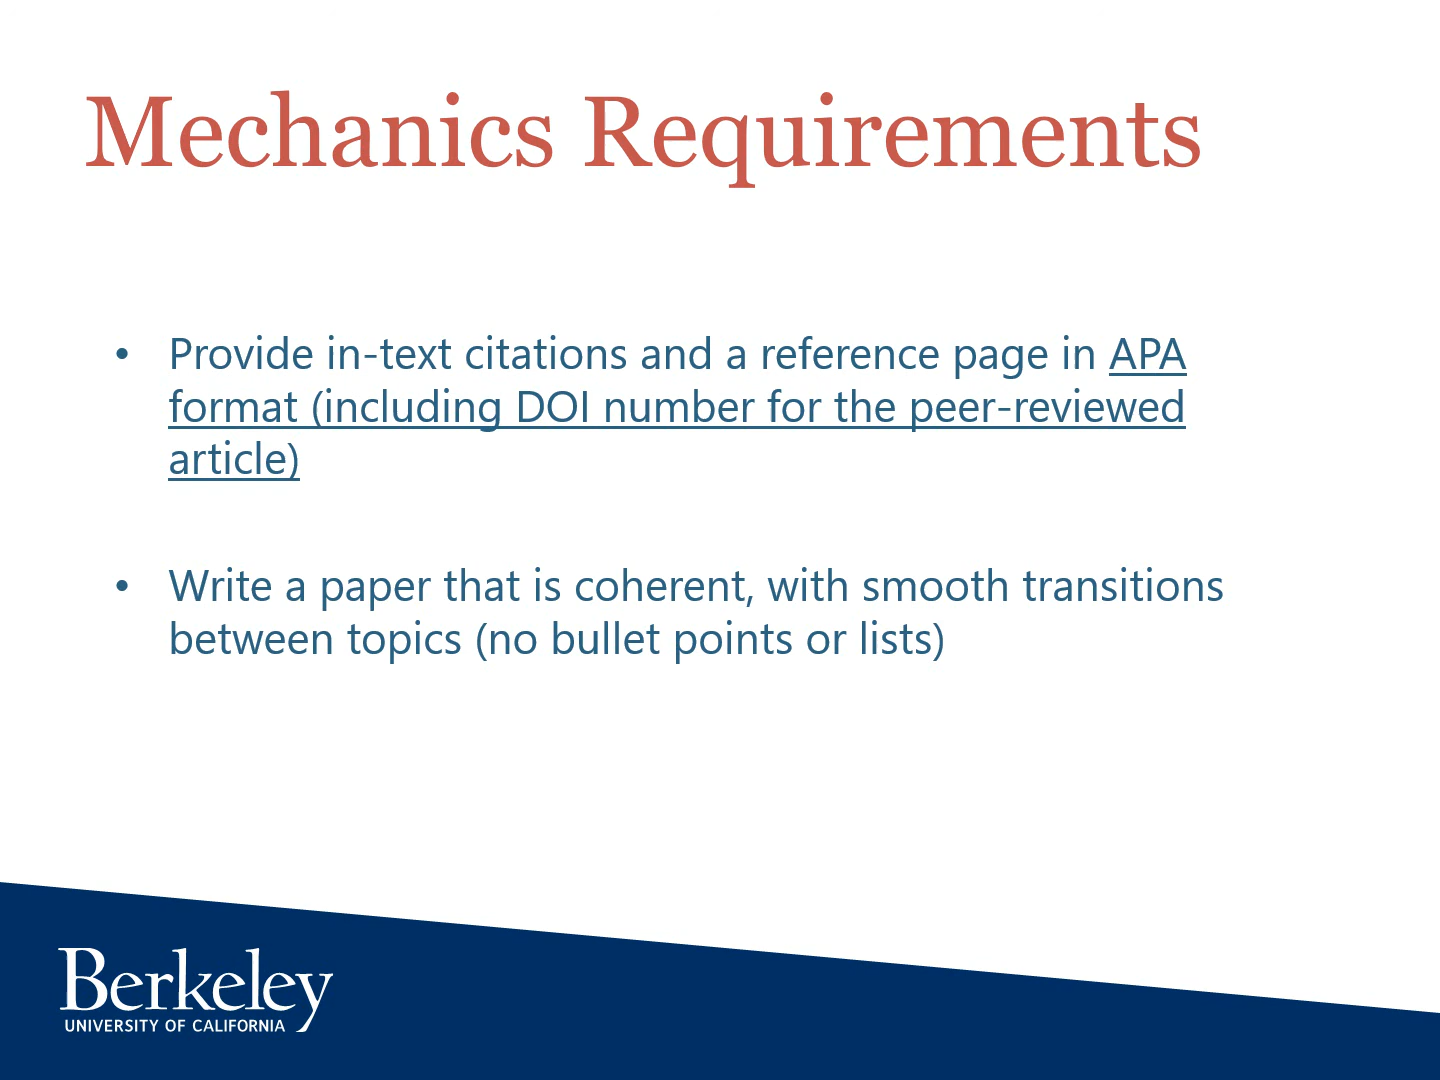 Mechanics Requirements
• Provide in-text citations and a reference page in APA
format (including DOI number for the peer-reviewed
article)
• Write a paper that is coherent, with smooth transitions
between topics (no bullet points or lists)
Berkeley
UNIVERSITY OF CALIFORNIA